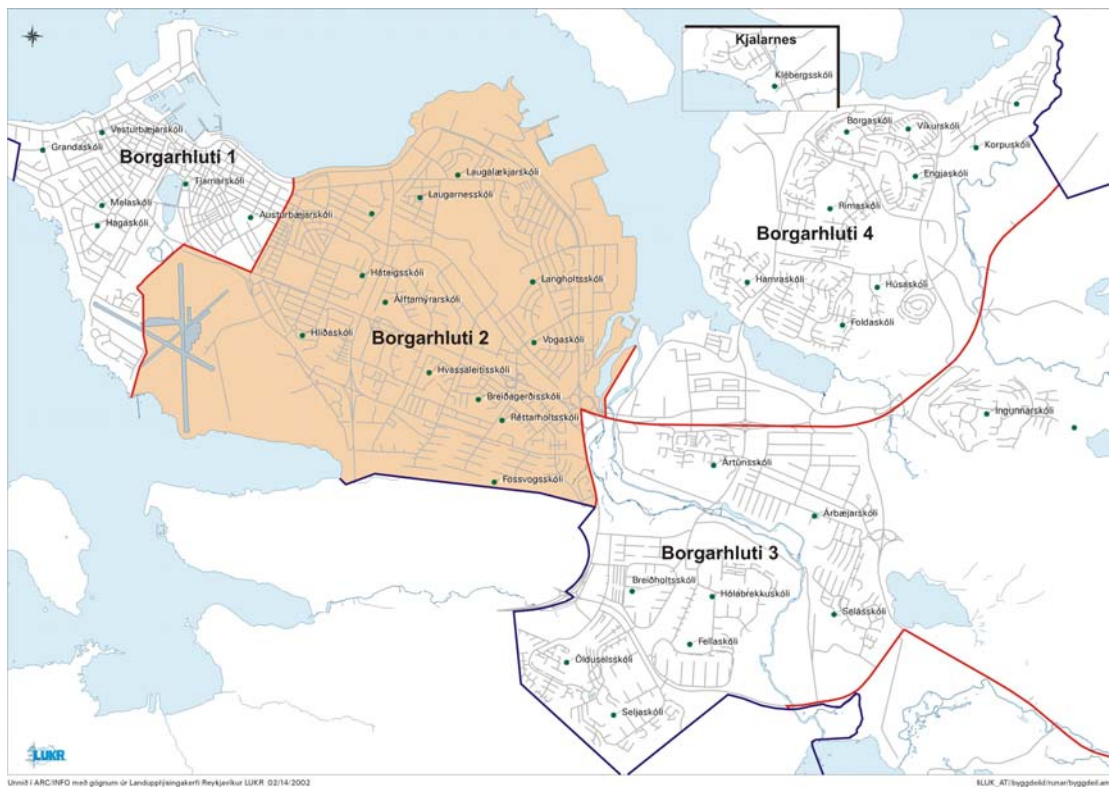 Kjalarnes
Klébergsskóli
Borgaskóli
Víkurskóli
Korpuskóli
Engjaskóli
Rimaskóli
Borgarhluti 4
Hamraskóli
Húsaskóli
Foldaskóli
Ingunnarskóli
Vesturbæjarskóli
Grandaskóli
Borgarhluti 1
Tjarnarskóli
Melaskóli
Hagaskóli
Austurbæjarskóli
Laugalækjarskóli
Laugarnesskóli
Háteigsskóli
Langholtsskóli
Álftamýrarskóli
Hlíðaskóli
Borgarhluti 2
Vogaskóli
Hvassaleitisskóli
Breiðagerðisskóli
Réttarholtsskóli
Fossvogsskóli
Ártúnsskóli
Árbæjarskóli
Borgarhluti 3
Breiðholtsskóli
Hólabrekkuskóli
Selásskóli
Fellaskóli
Ölduselsskóli
Seljaskóli
LUKR
Unnið í ARC/INFO með gögnum úr Landupplýsingakerfi Reykjavíkur LUKR 02/14/2002